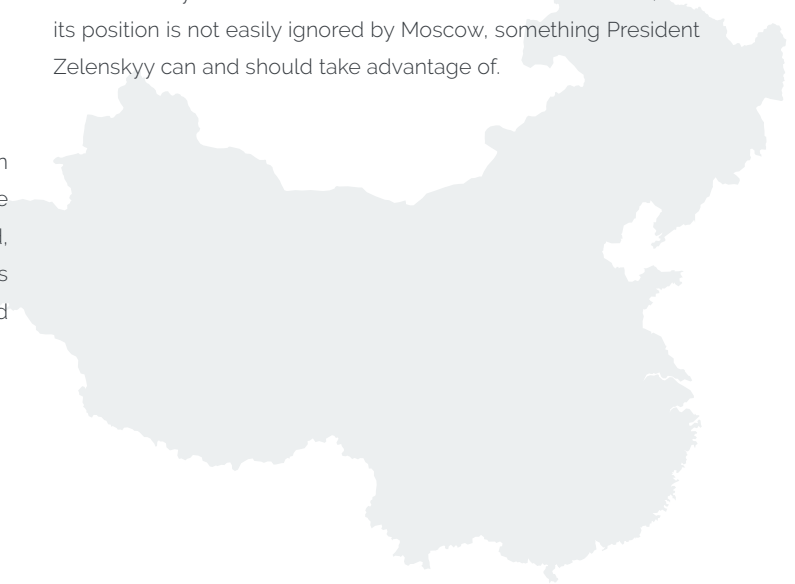 its position is not easily ignored by Moscow, something President
Zelenskyy can and should take advantage of.